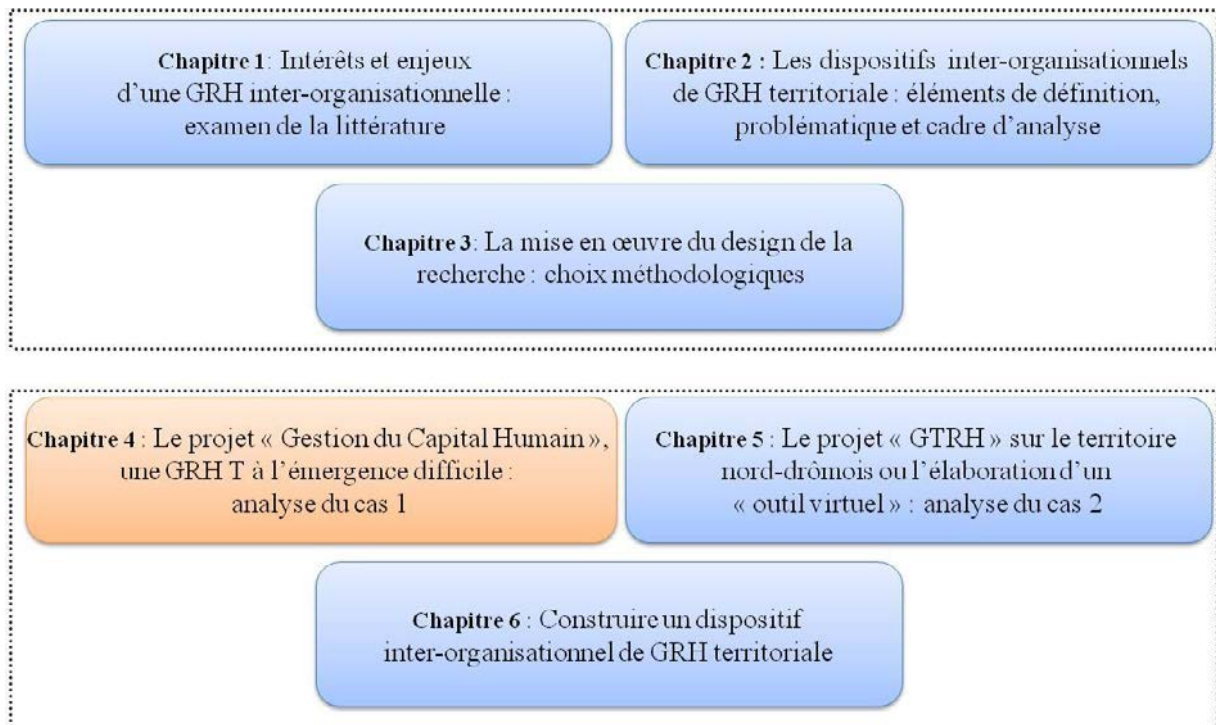 Chapitre 1: Intérêts et enjeux
d’une GRH inter-organisationnelle :
examen de la littérature
Chapitre 2 : Les dispositifs inter-organisationnels
de GRH territoriale : éléments de définition,
problématique et cadre d’analyse
Chapitre 3: La mise en œuvre du design de la
recherche : choix méthodologiques
Chapitre 4 : Le projet « Gestion du Capital Humain »,
une GRH T à l’émergence difficile :
analyse du cas 1
Chapitre 5 : Le projet « GTRH » sur le territoire
nord-drômois ou l’élaboration d’un
« outil virtuel » : analyse du cas 2
Chapitre 6 : Construire un dispositif
inter-organisationnel de GRH territoriale